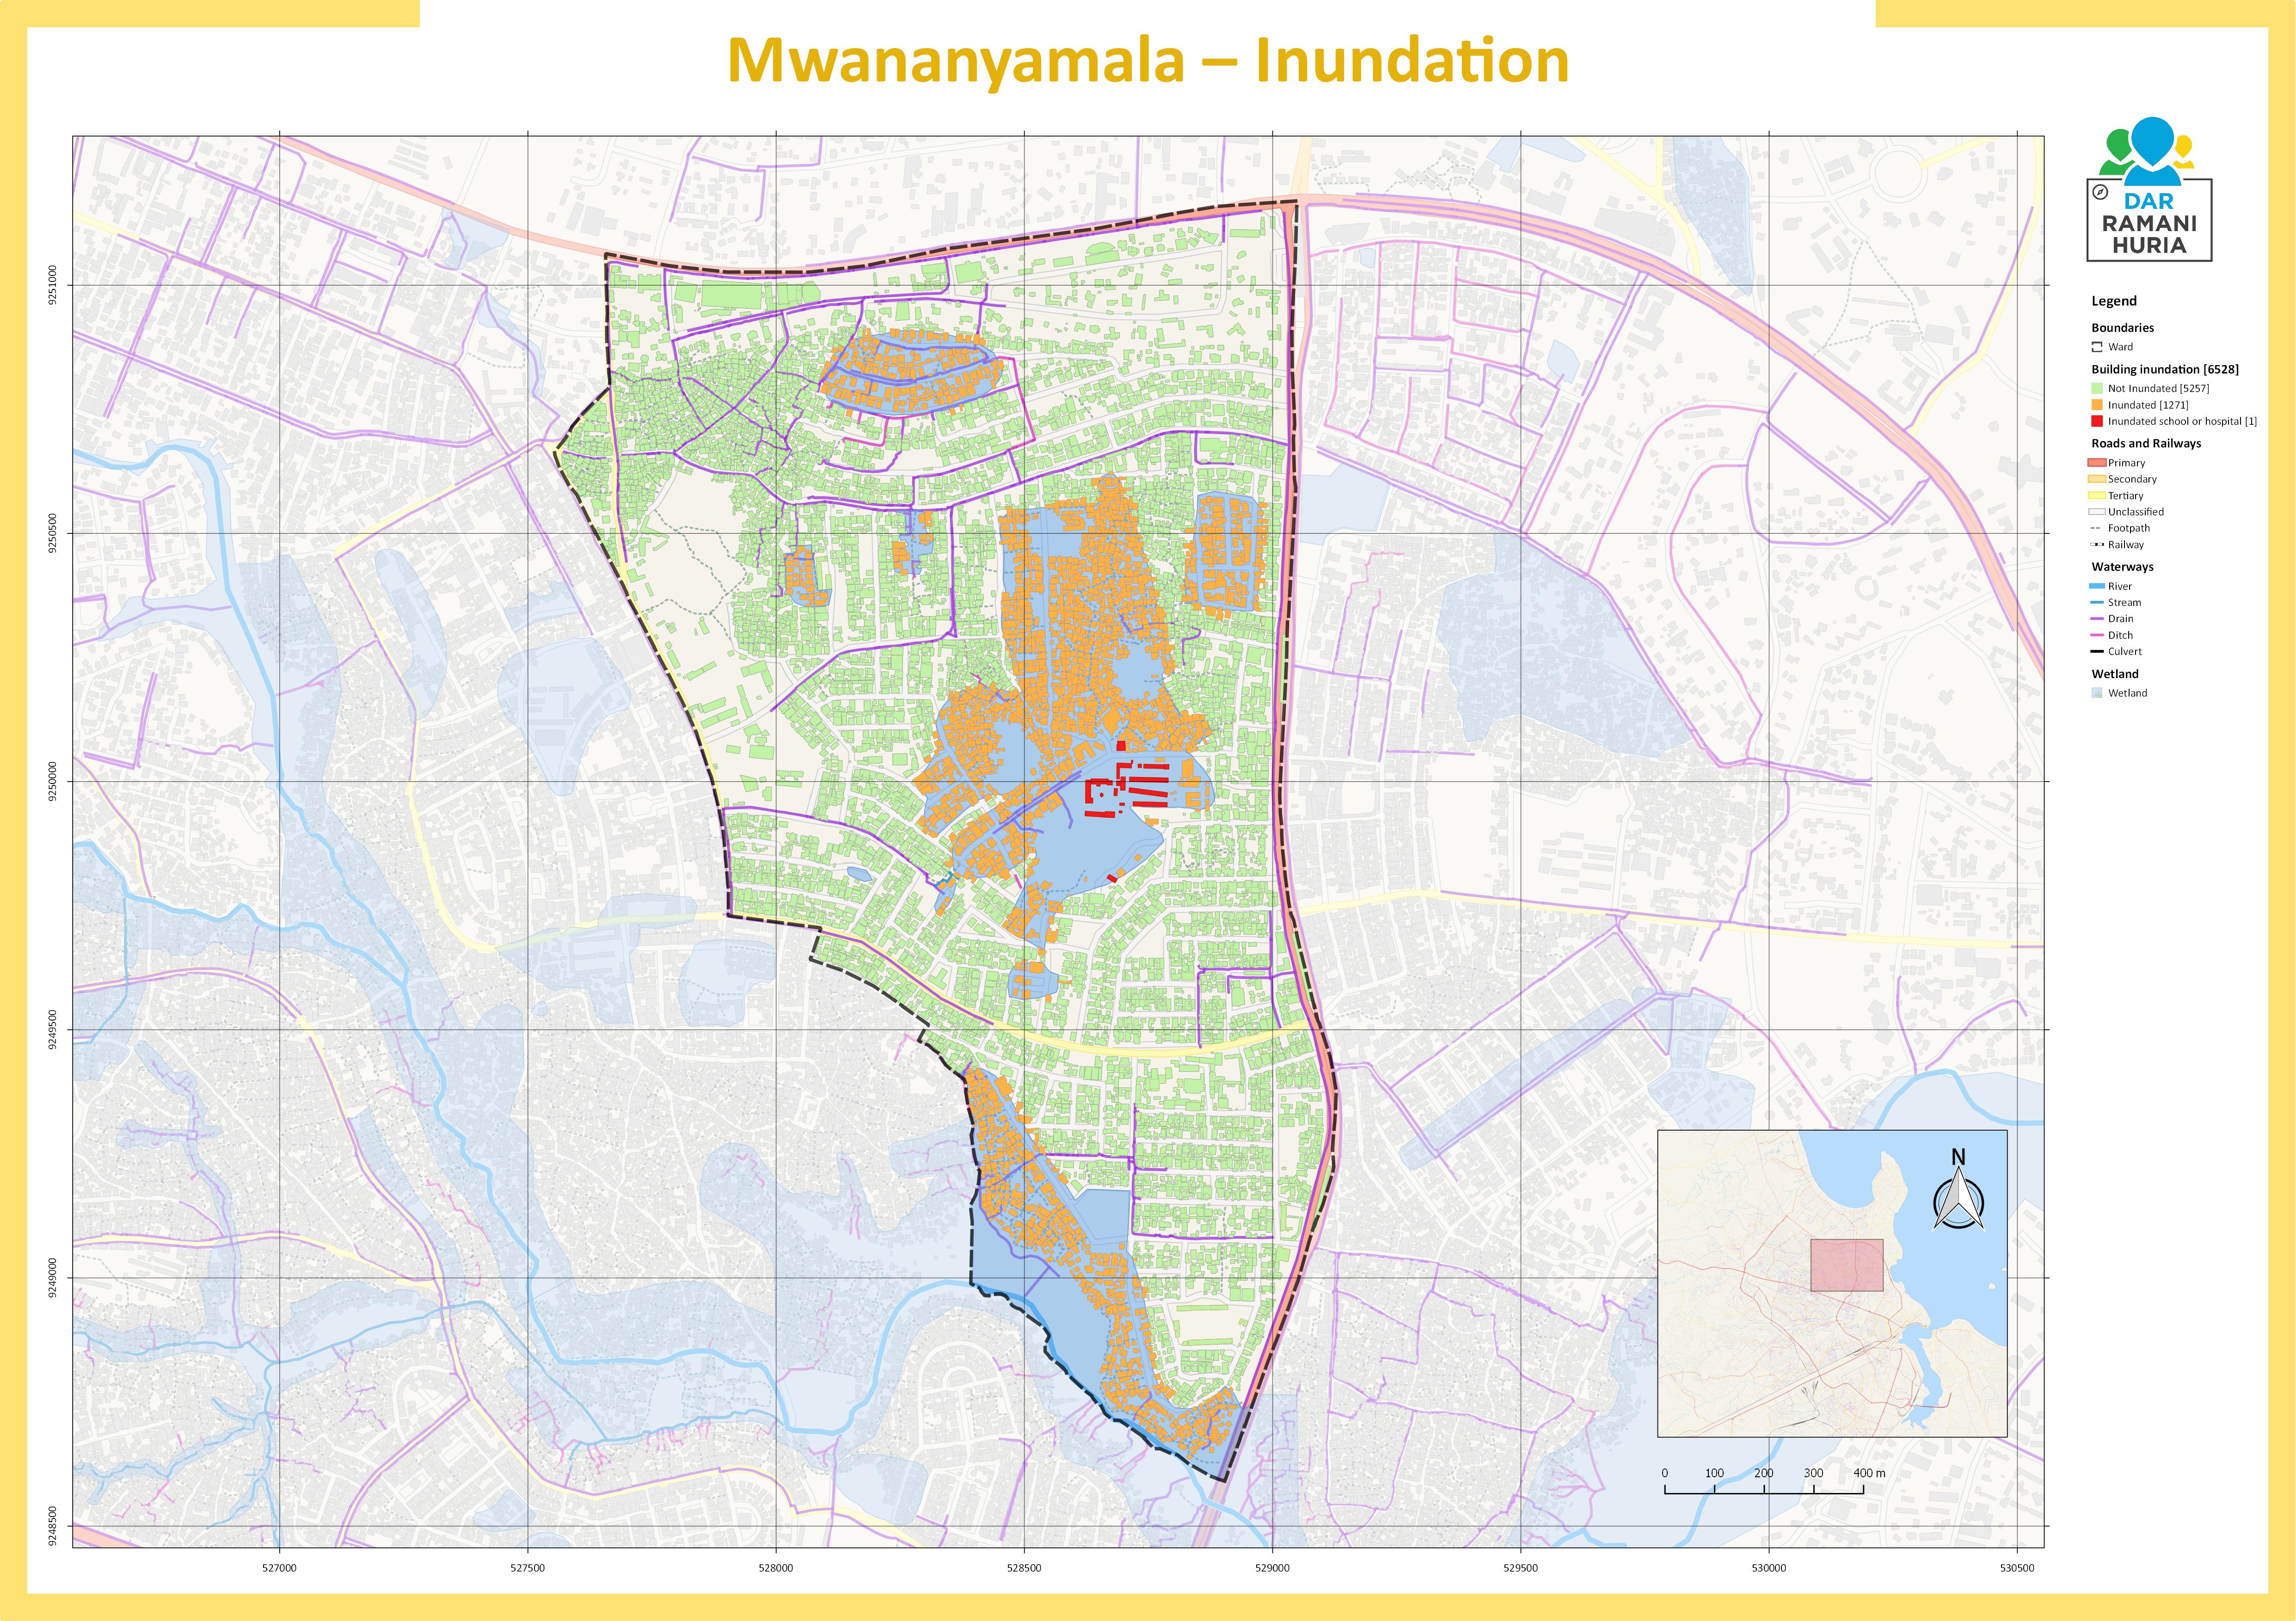 Mwananyamala – Inundation
DAR
RAMANI
HURIA
Legend
Boundaries
Ward
Building inundation [6528]
Not Inundated [5257]
Inundated [1271]
Inundated school or hospital [1]
Roads and Railways
Primary
Secondary
Tertiary
Unclassified
Footpath
Railway
Waterways
River
Stream
Drain
Ditch
Culvert
Wetland
Wetland
9251000
9250500
9250000
9249500
9249000
9248500
N
0 100 200 300 400 m
527000 527500 528000 528500 529000 529500 530000 530500